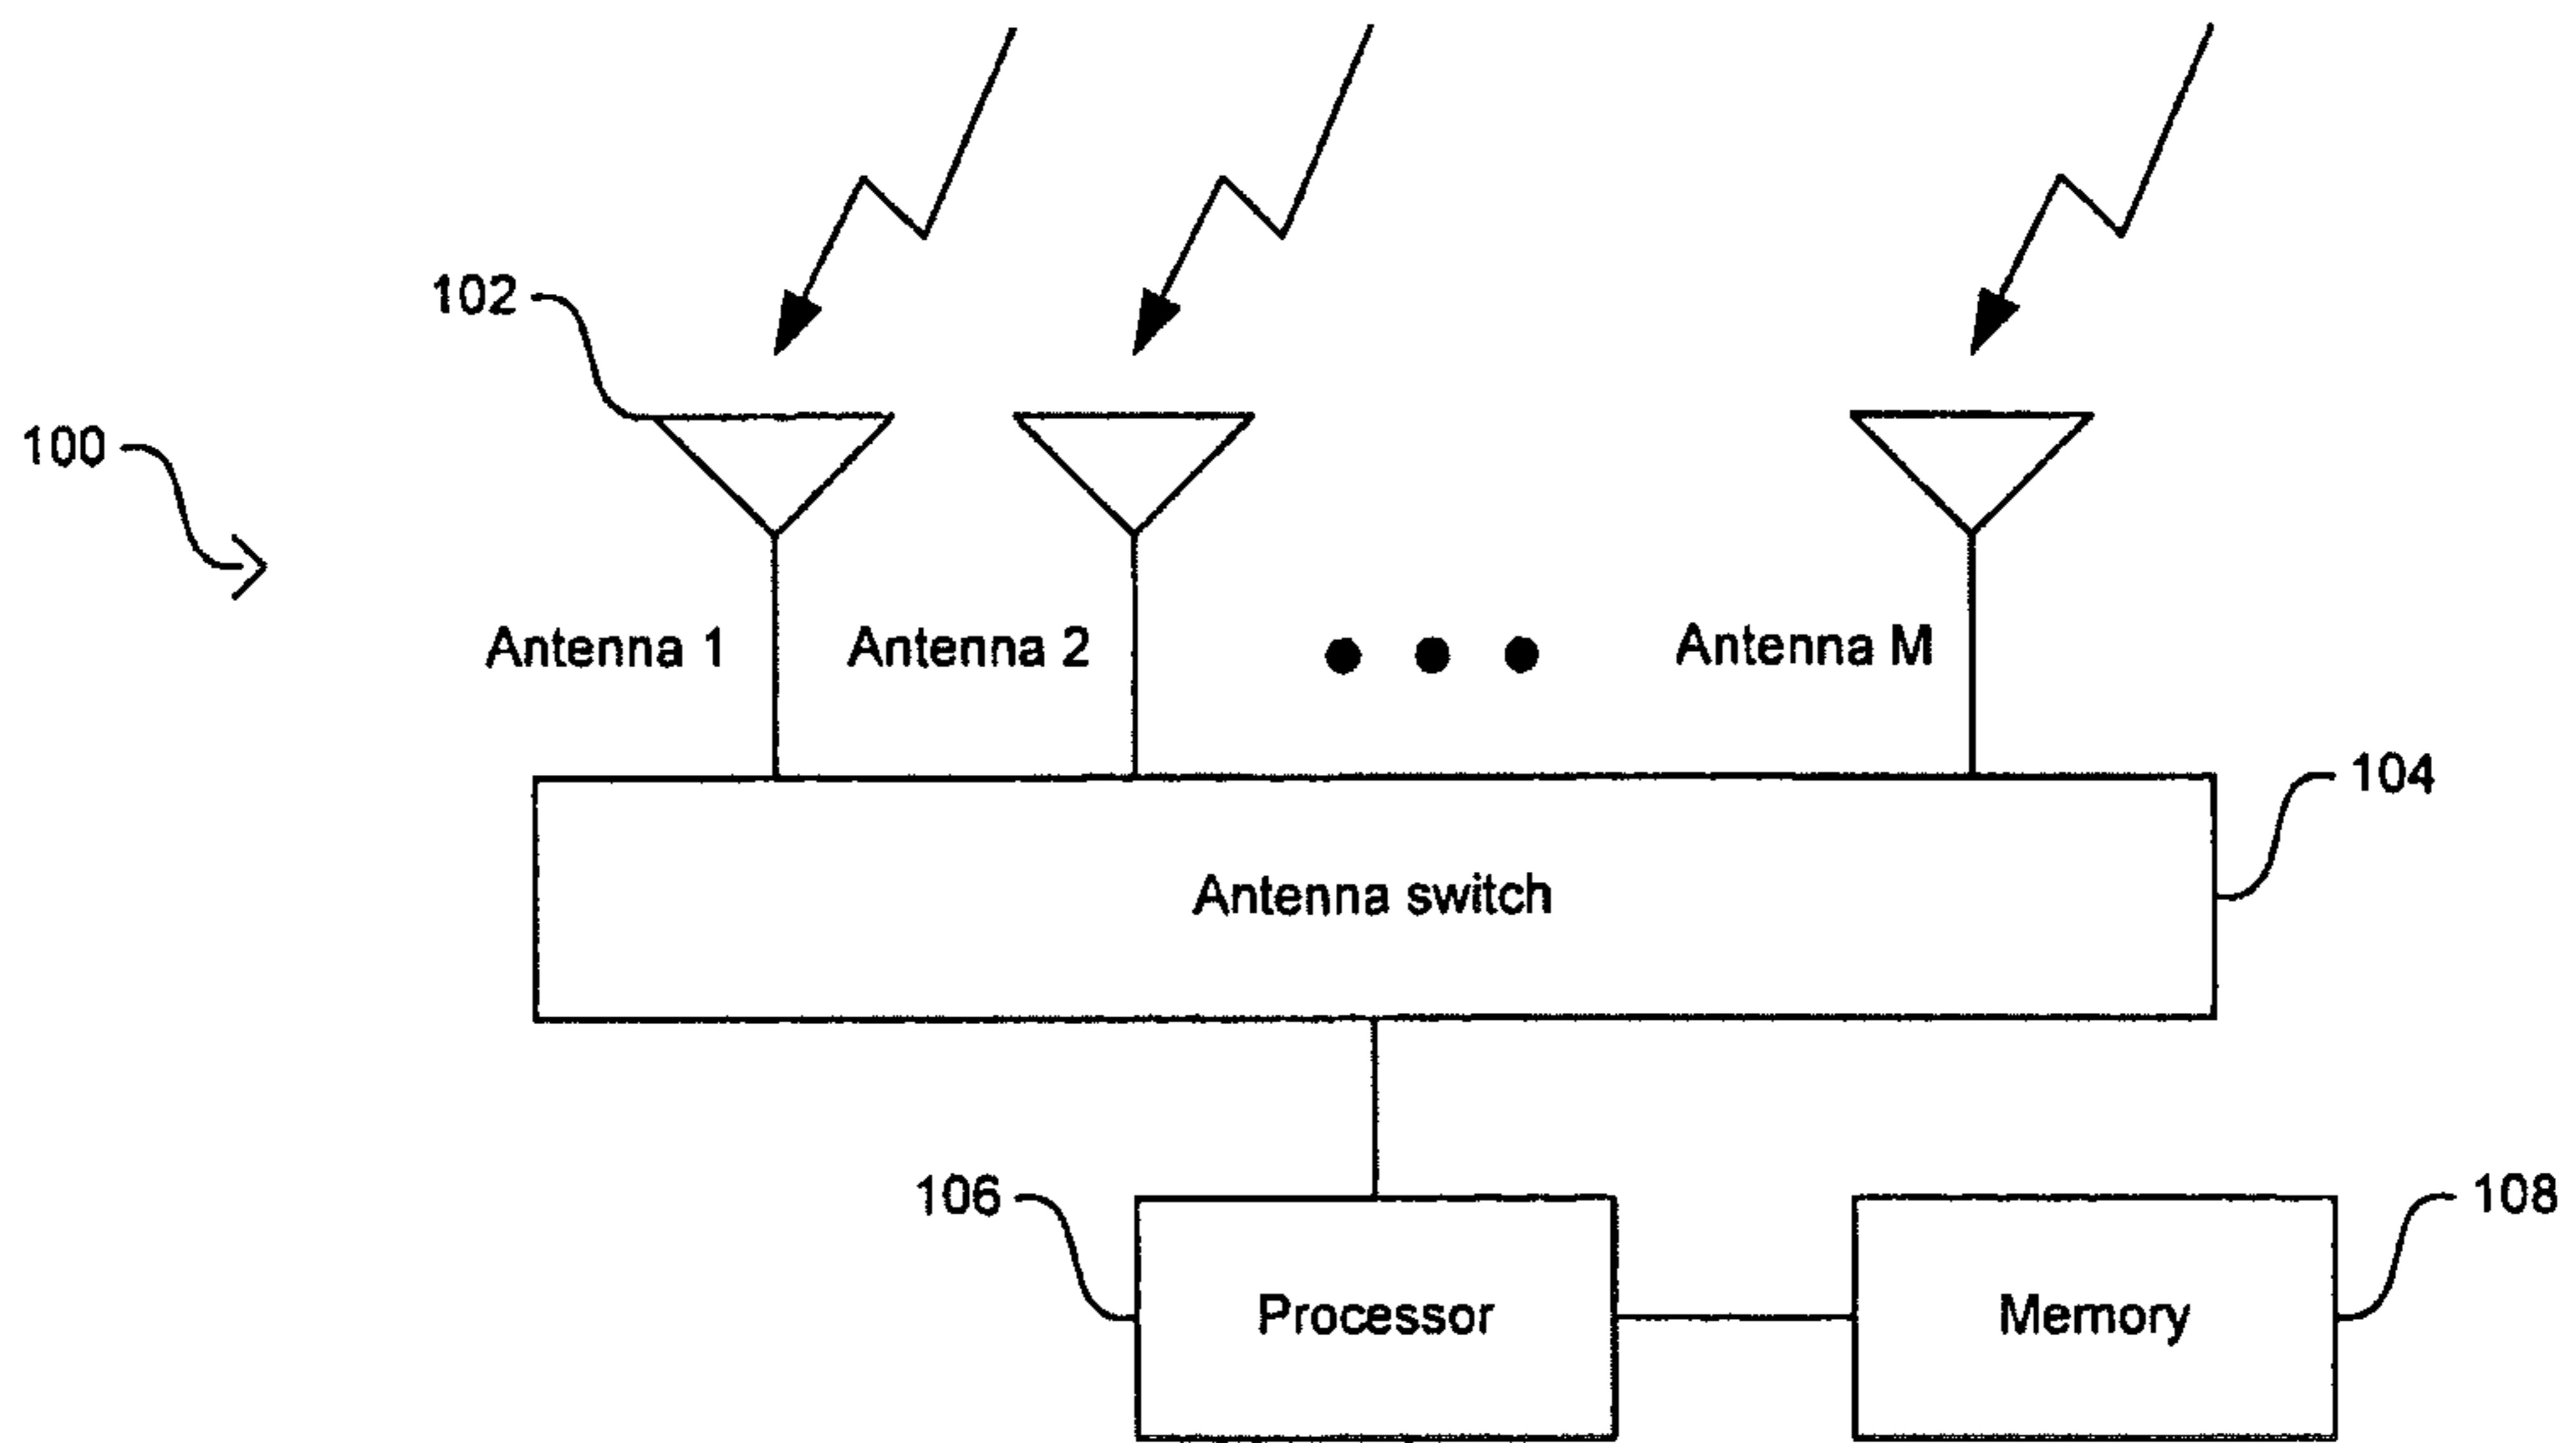 102
100
Antenna 1 Antenna 2 Antenna M
104
Antenna switch
106
108
Processor Memory